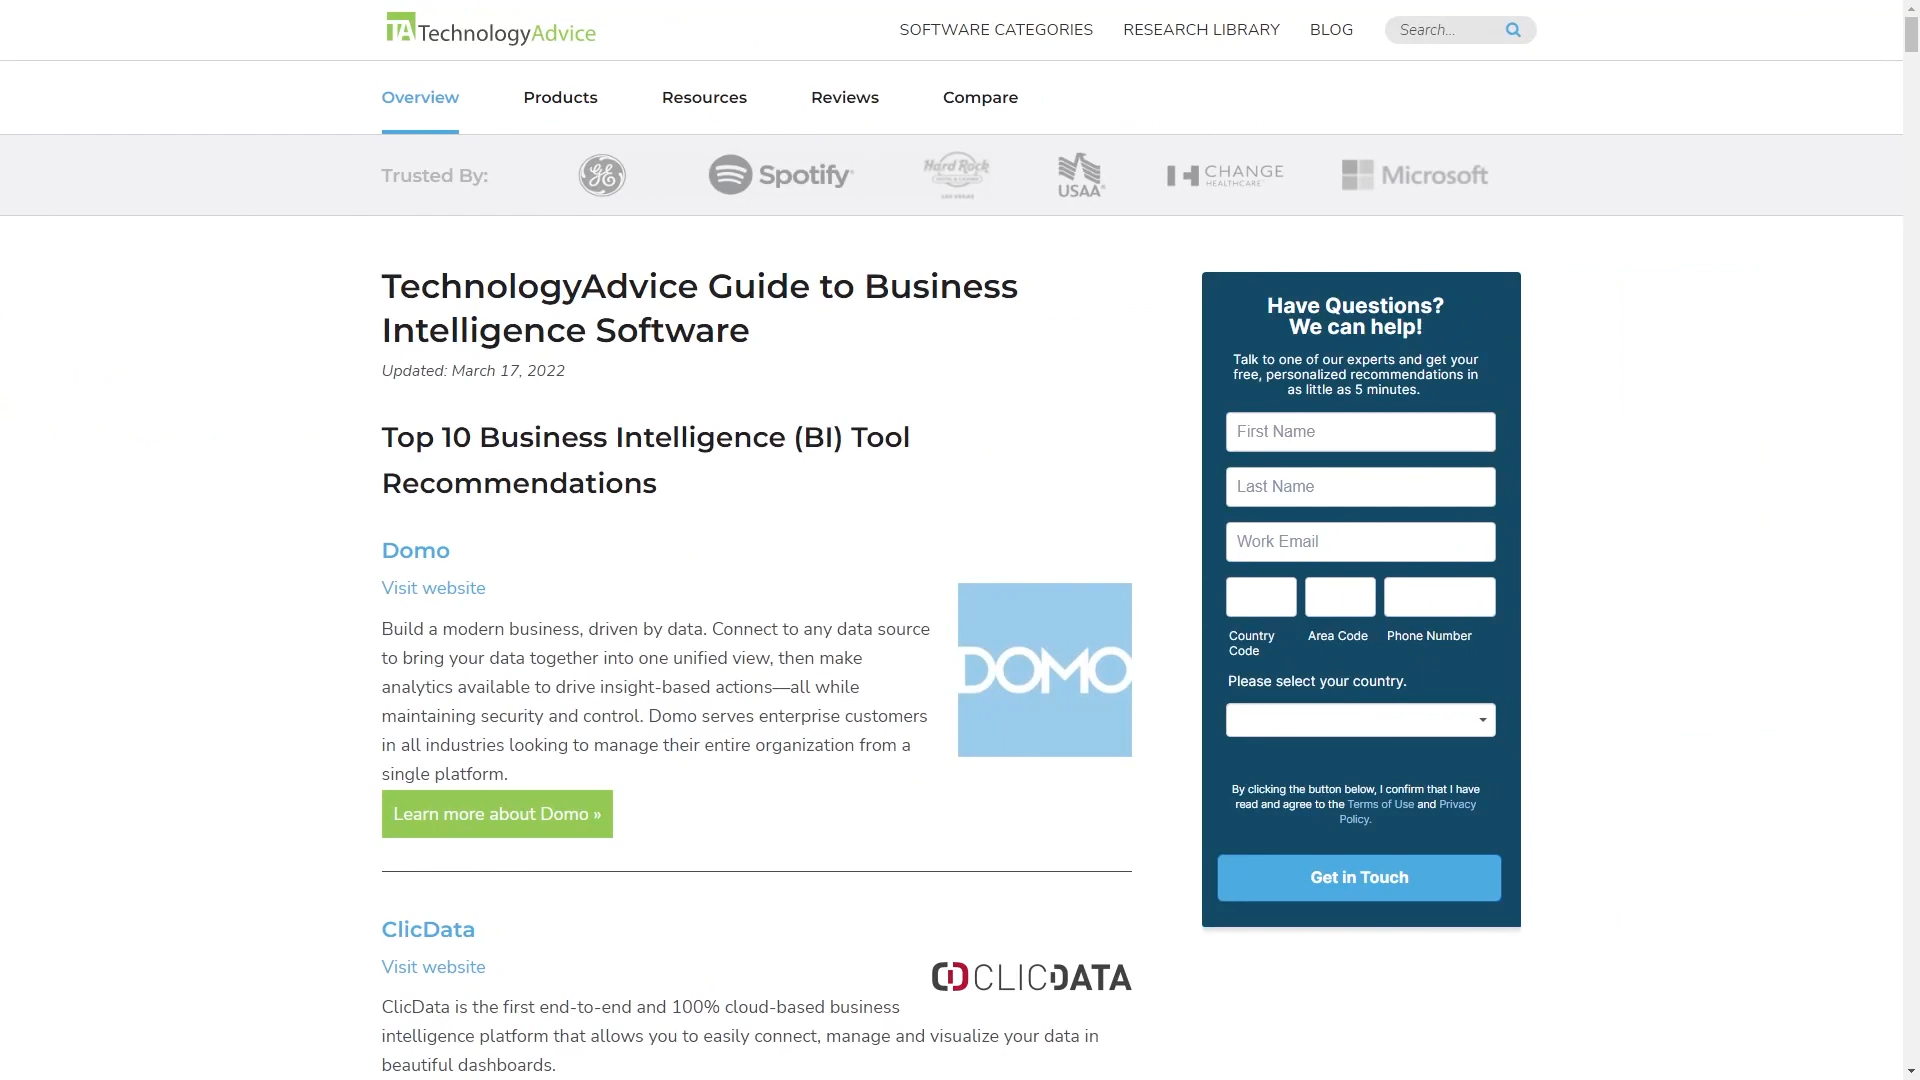 TA TechnologyAdvice
SOFTWARE CATEGORIES
RESEARCH LIBRARY
BLOG
Search...
Overview
Products
Resources
Reviews
Compare
Trusted By:
GE
Spotify
Hard Rock
HOTEL & CASINO
LAS VEGAS
USAA
CHANGE
HEALTHCARE
Microsoft
TechnologyAdvice Guide to Business
Intelligence Software
Updated: March 17, 2022
Top 10 Business Intelligence (BI) Tool
Recommendations
Domo
Visit website
Build a modern business, driven by data. Connect to any data source
to bring your data together into one unified view, then make
analytics available to drive insight-based actions—all while
maintaining security and control. Domo serves enterprise customers
in all industries looking to manage their entire organization from a
single platform.
DOMO
Learn more about Domo »
ClicData
Visit website
CLICDATA
ClicData is the first end-to-end and 100% cloud-based business
intelligence platform that allows you to easily connect, manage and visualize your data in
beautiful dashboards.
Have Questions?
We can help!
Talk to one of our experts and get your
free, personalized recommendations in
as little as 5 minutes.
First Name
Last Name
Work Email
Country
Code
Area Code
Phone Number
Please select your country.
By clicking the button below, I confirm that I have
read and agree to the Terms of Use and Privacy
Policy.
Get in Touch